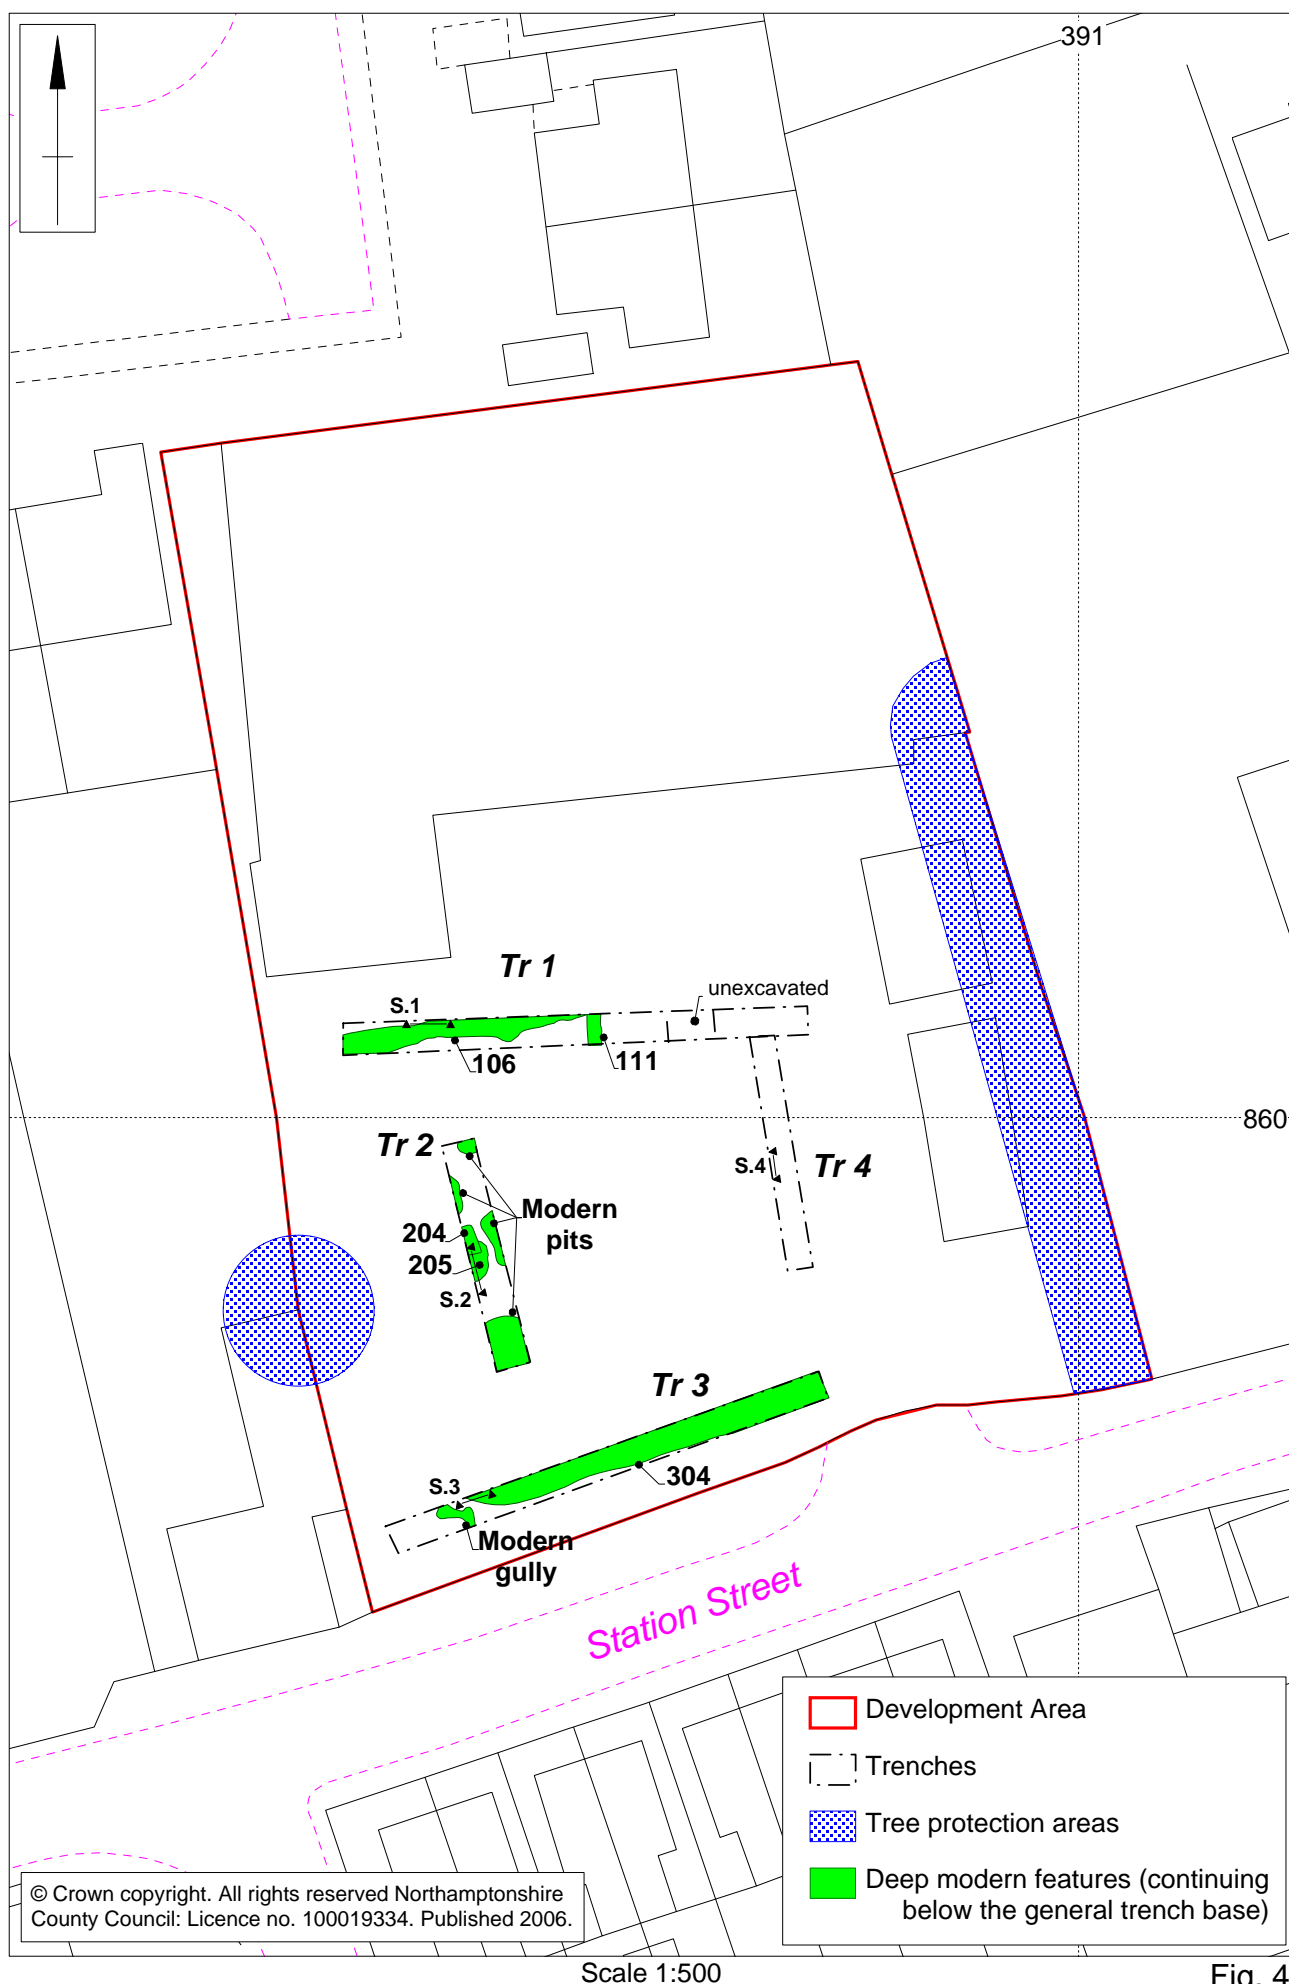 391
Tr 1
unexcavated
S.1
106
111
860
Tr 2
S.4
Tr 4
Modern
pits
204
205
S.2
Tr 3
S.3
304
Modern
gully
Station Street
Development Area
Trenches
Tree protection areas
Deep modern features (continuing
below the general trench base)
© Crown copyright. All rights reserved Northamptonshire
County Council: Licence no. 100019334. Published 2006.
Scale 1:500
Fig. 4